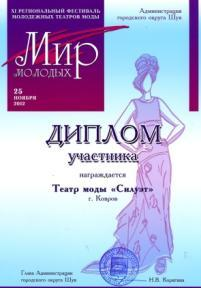 XI РЕГИОНАЛЬНЫЙ ФЕСТИВАЛЬ
МОЛОДЕЖНЫХ ТЕАТРОВ МОДЫ
Администрация
городского округа Шуя
Мир
МОЛОДЫХ
25
НОЯБРЯ
2012
ДИПЛОМ
участника
награждается
Театр моды «Силуэт»
г. Ковров
Глава Администрации
городского округа Шуя
Н.В. Корягина